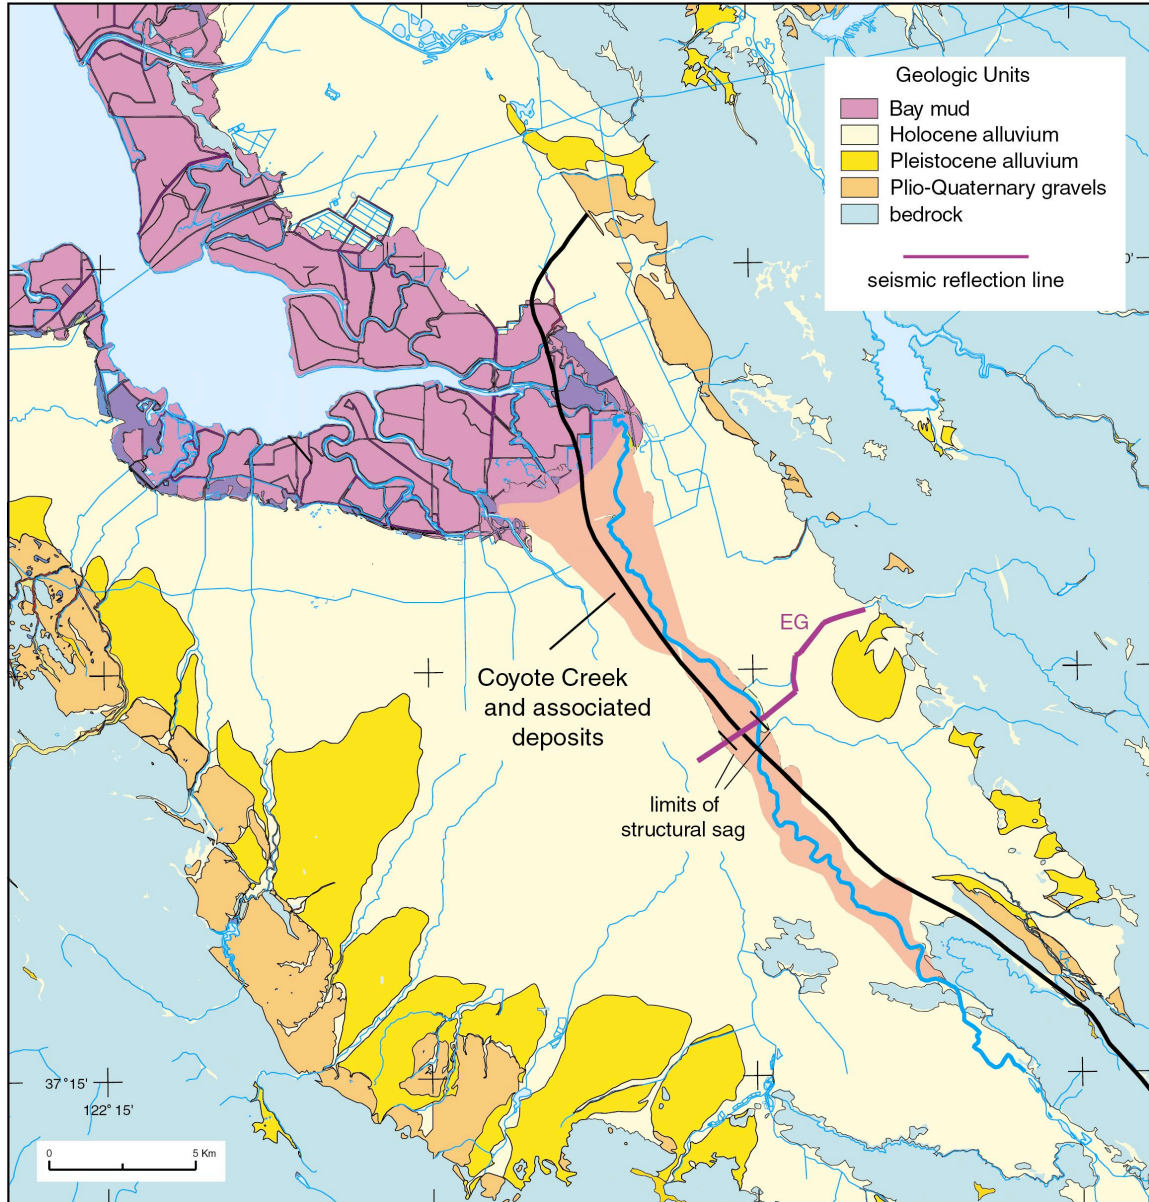 Geologic Units
Bay mud
Holocene alluvium
Pleistocene alluvium
Plio-Quaternary gravels
bedrock
seismic reflection line
0'
EG
Coyote Creek
and associated
deposits
limits of
structural sag
37°15'
122° 15'
0 5 Km